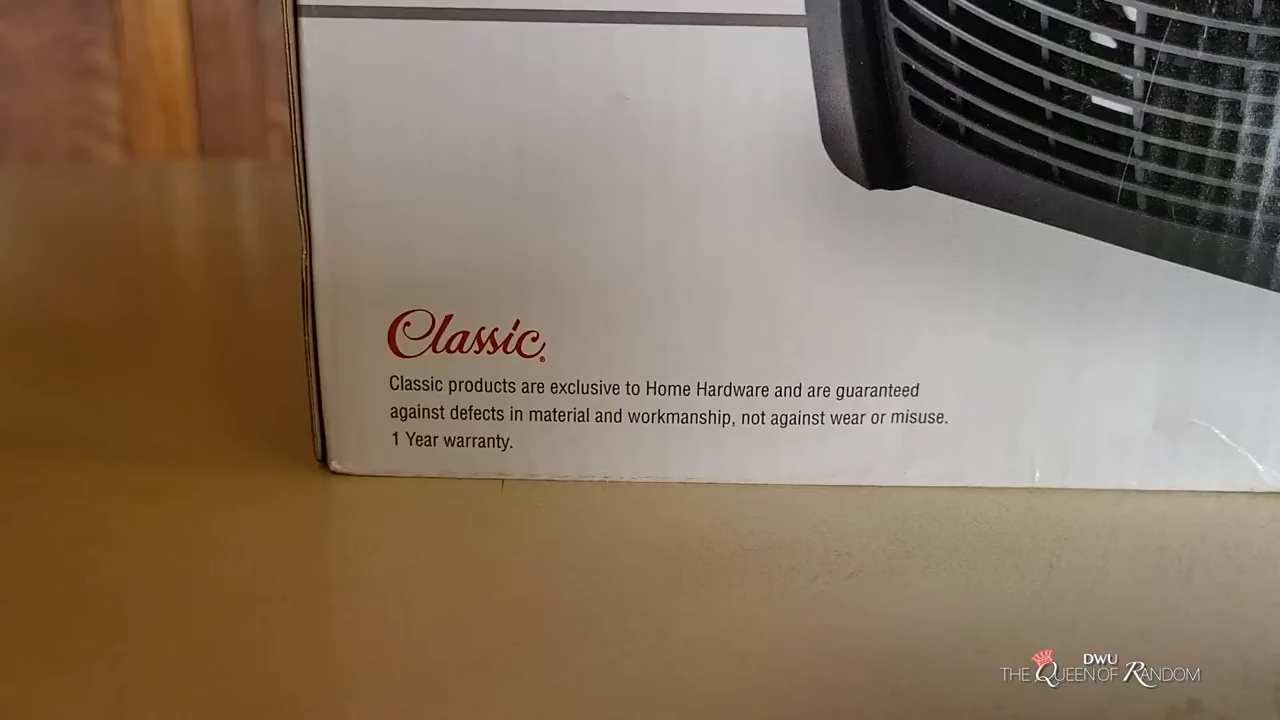 Classic®
Classic products are exclusive to Home Hardware and are guaranteed
against defects in material and workmanship, not against wear or misuse.
1 Year warranty.
DWU
THE QUEEN OF RANDOM